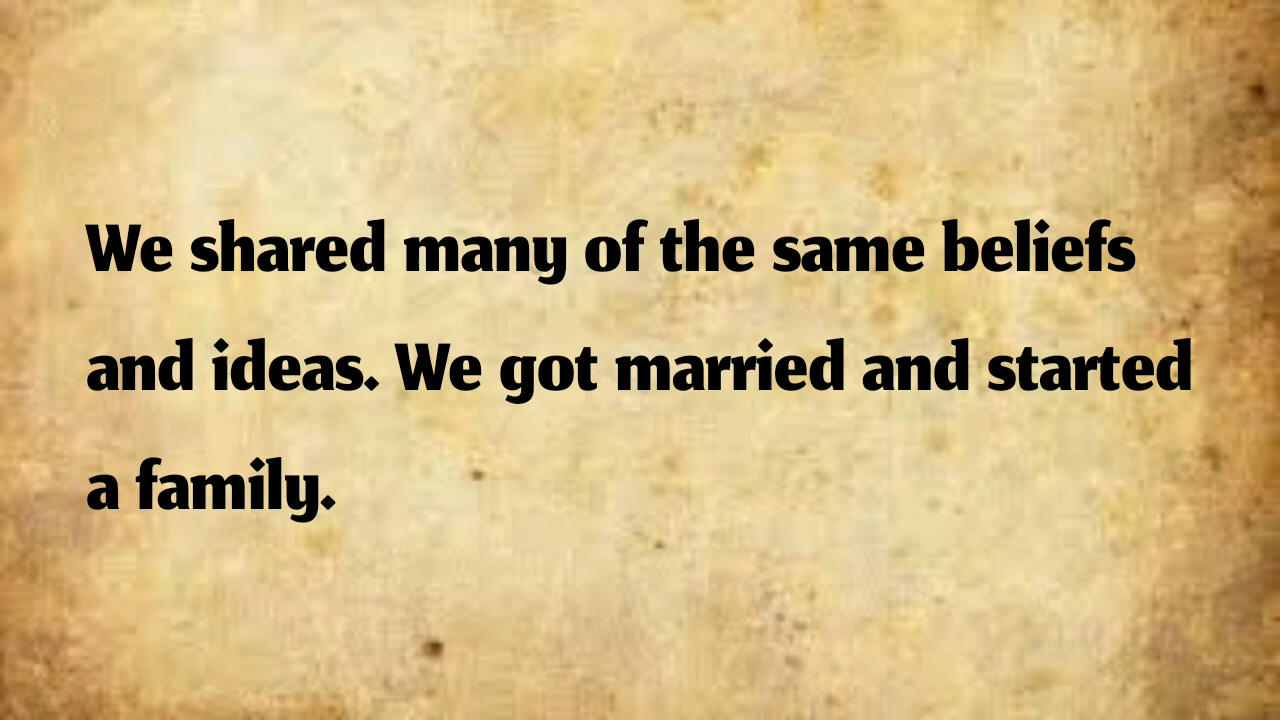 We shared many of the same beliefs
and ideas. We got married and started
a family.